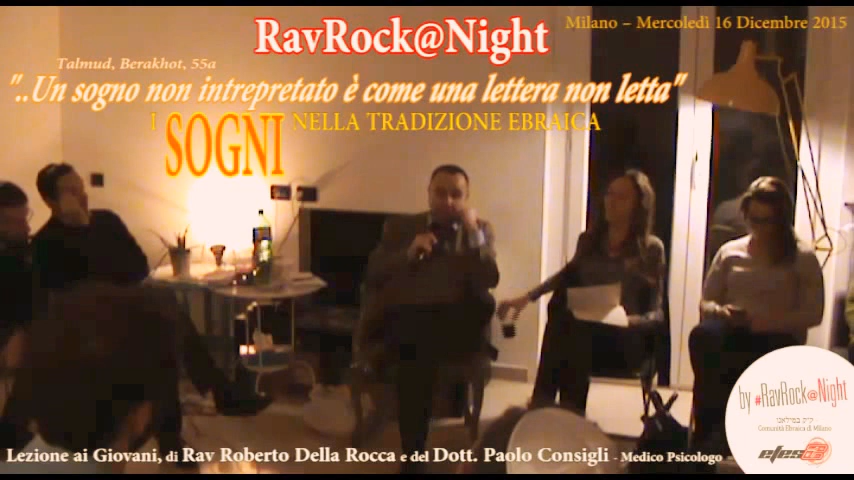 RavRock@Night
Milano – Mercoledì 16 Dicembre 2015
Talmud, Berakhot, 55a
"..Un sogno non intrepretato è come una lettera non letta"
I SOGNI NELLA TRADIZIONE EBRAICA
by #RavRock@Night
ק״ק במילאנו
Comunità Ebraica di Milano
efes
Lezione ai Giovani, di Rav Roberto Della Rocca e del Dott. Paolo Consigli - Medico Psicologo